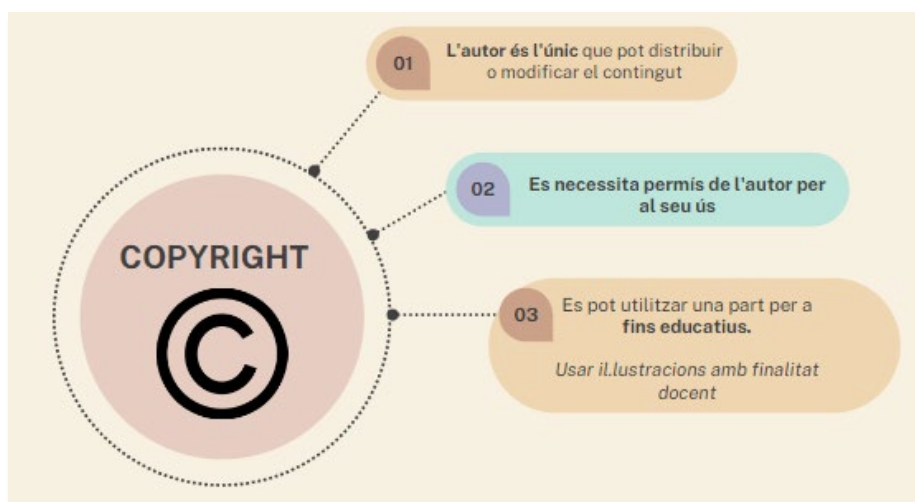 01
L'autor és l'únic que pot distribuir
o modificar el contingut
02
Es necessita permís de l'autor per
al seu ús
COPYRIGHT
©
03
Es pot utilitzar una part per a
fins educatius.
Usar il.lustracions amb finalitat
docent